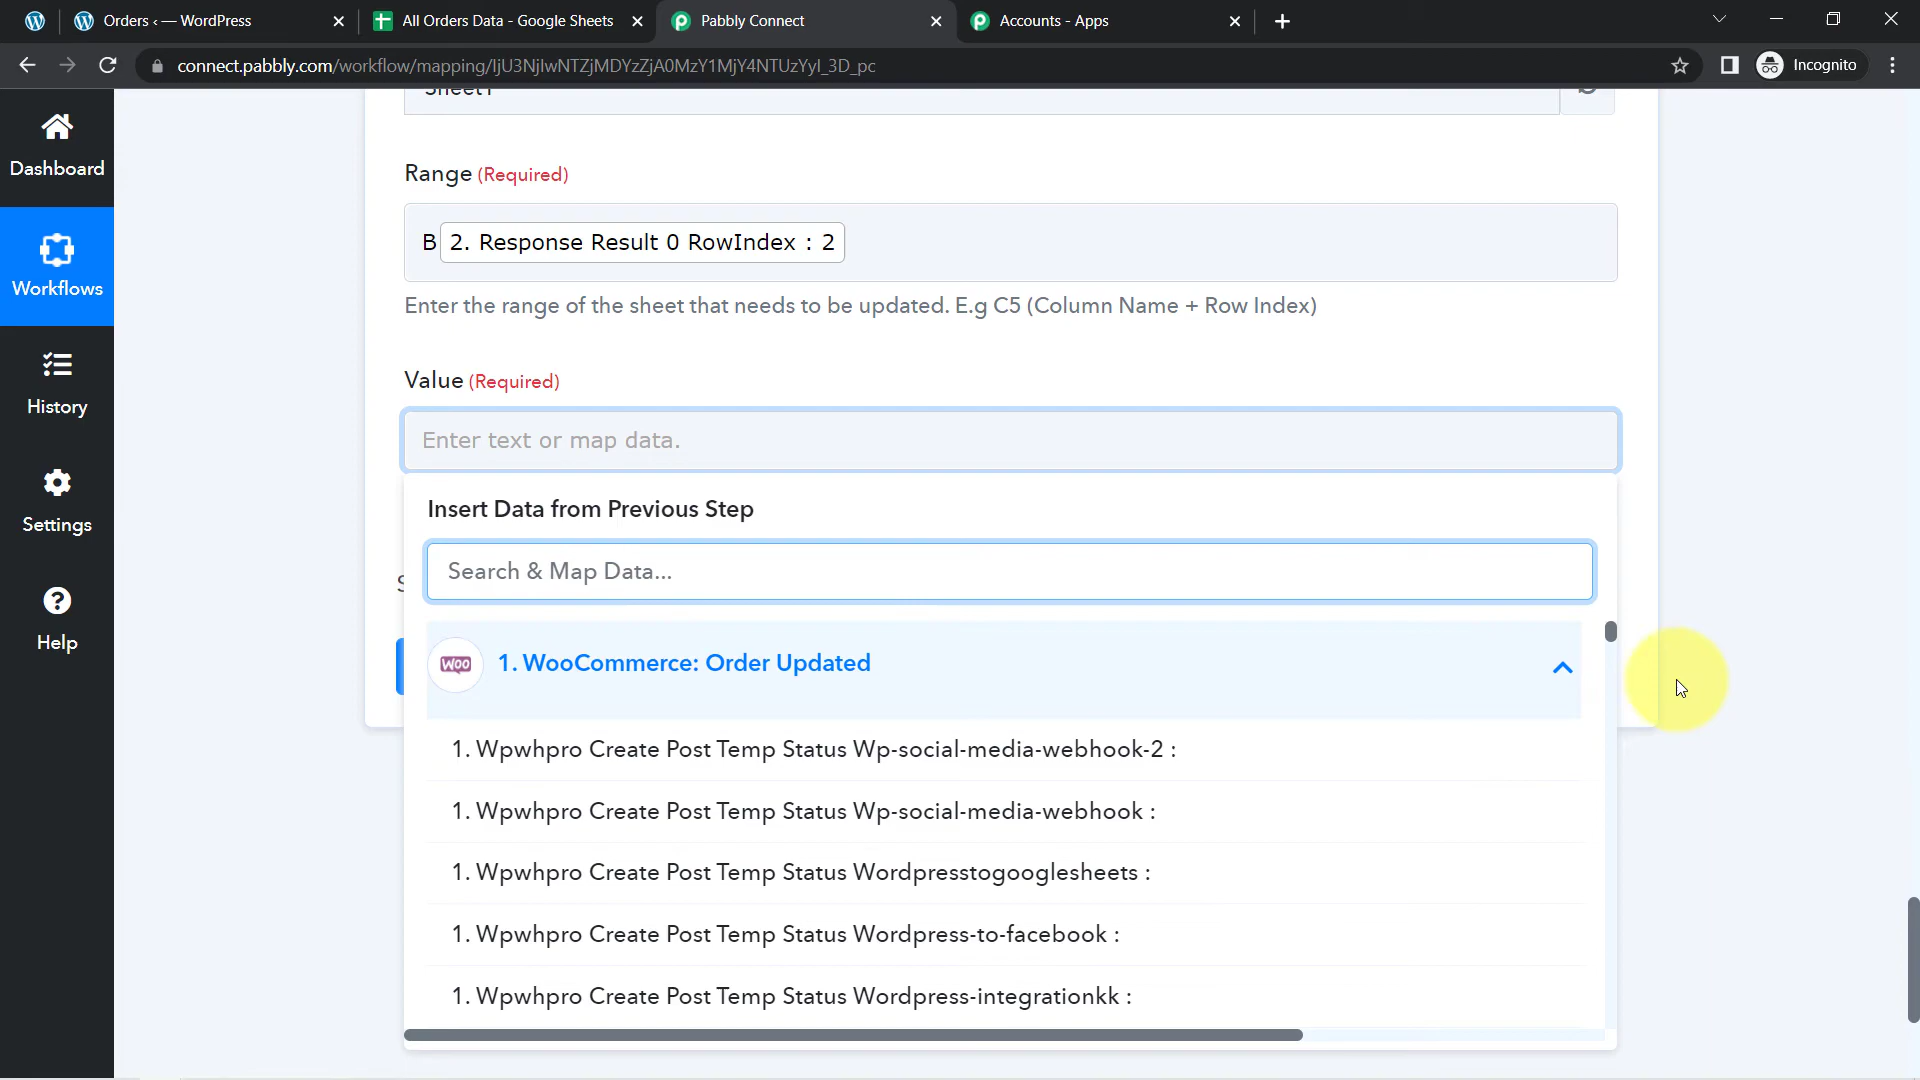 Orders ‹ — WordPress
All Orders Data - Google Sheets
Pabbly Connect
Accounts - Apps
connect.pabbly.com/workflow/mapping/IjU3NjIwNTZjMDYzZjA0MzY1MjY4NTUzYyI_3D_pc
Incognito
Dashboard
Workflows
History
Settings
Help
Sheet1
Range (Required)
B 2. Response Result 0 RowIndex : 2
Enter the range of the sheet that needs to be updated. E.g C5 (Column Name + Row Index)
Value (Required)
Enter text or map data.
Insert Data from Previous Step
Search & Map Data...
WOO
1. WooCommerce: Order Updated
1. Wpwhpro Create Post Temp Status Wp-social-media-webhook-2 :
1. Wpwhpro Create Post Temp Status Wp-social-media-webhook :
1. Wpwhpro Create Post Temp Status Wordpresstogooglesheets :
1. Wpwhpro Create Post Temp Status Wordpress-to-facebook :
1. Wpwhpro Create Post Temp Status Wordpress-integrationkk :